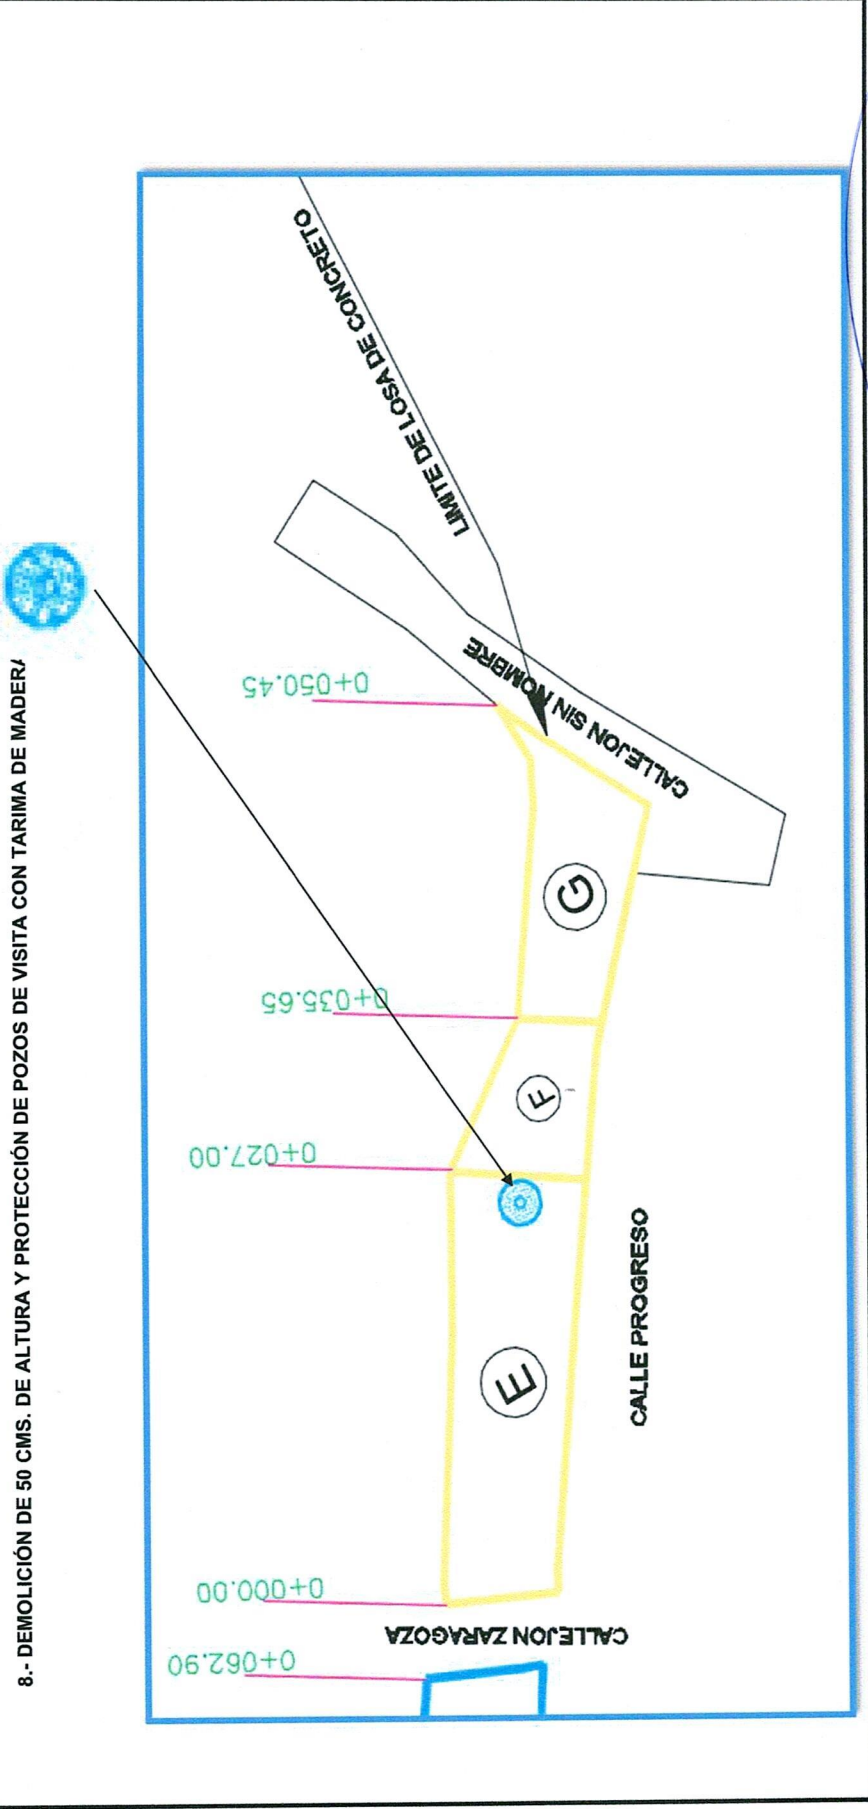 8.- DEMOLICIÓN DE 50 CMS. DE ALTURA Y PROTECCIÓN DE POZOS DE VISITA CON TARIMA DE MADERA
0+062.90
CALLEJON ZARAGOZA
0+000.00
E
CALLE PROGRESO
0+027.00
F
0+035.65
G
0+050.45
CALLEJON SIN NOMBRE
LIMITE DE LOSA DE CONCRETO